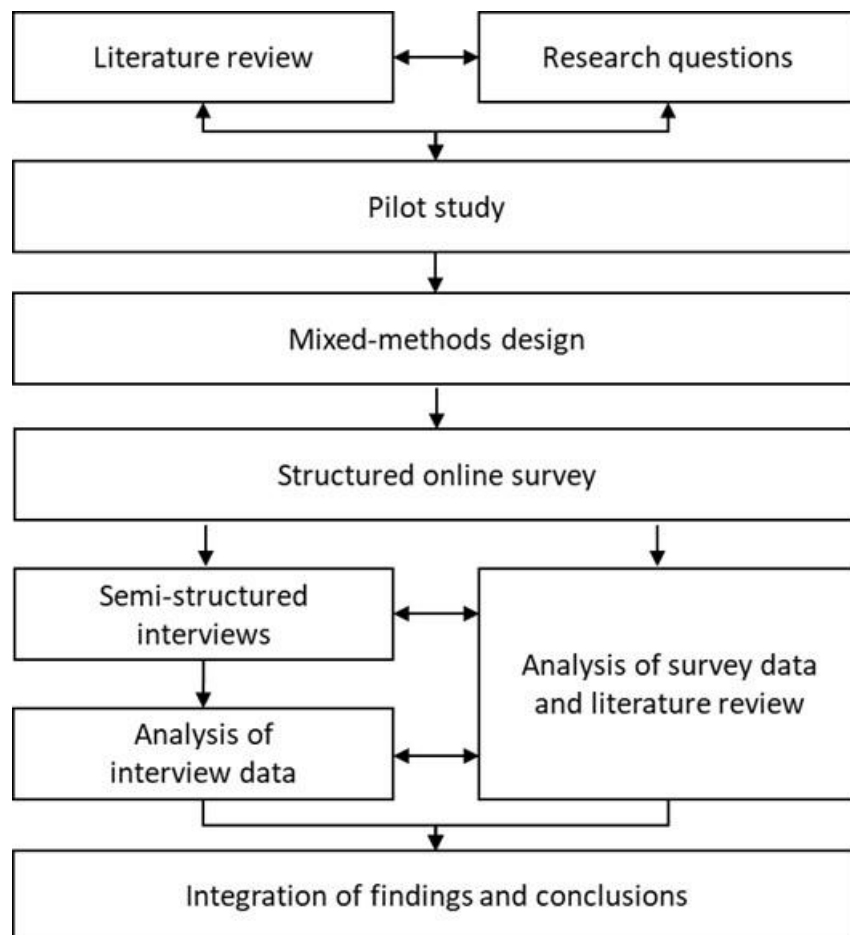 Literature review
Research questions
Pilot study
Mixed-methods design
Structured online survey
Semi-structured
interviews
Analysis of survey data
and literature review
Analysis of
interview data
Integration of findings and conclusions